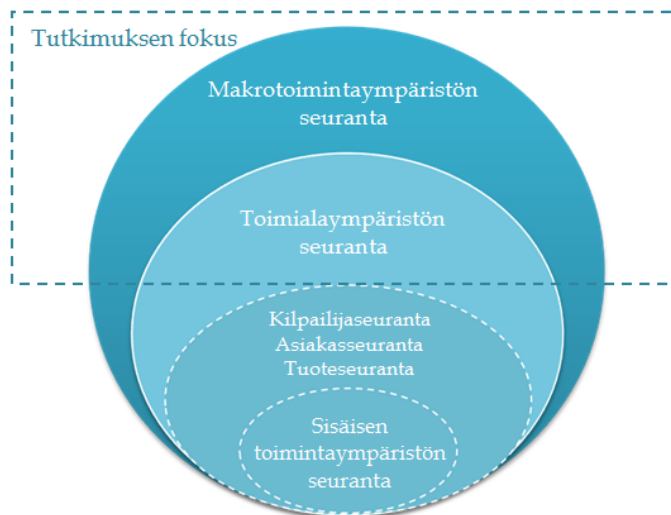 Tutkimuksen fokus
Makrotoimintaympäristön
seuranta
Toimialaympäristön
seuranta
Kilpailijaseuranta
Asiakasseuranta
Tuoteseuranta
Sisäisen
toimintaympäristön
seuranta